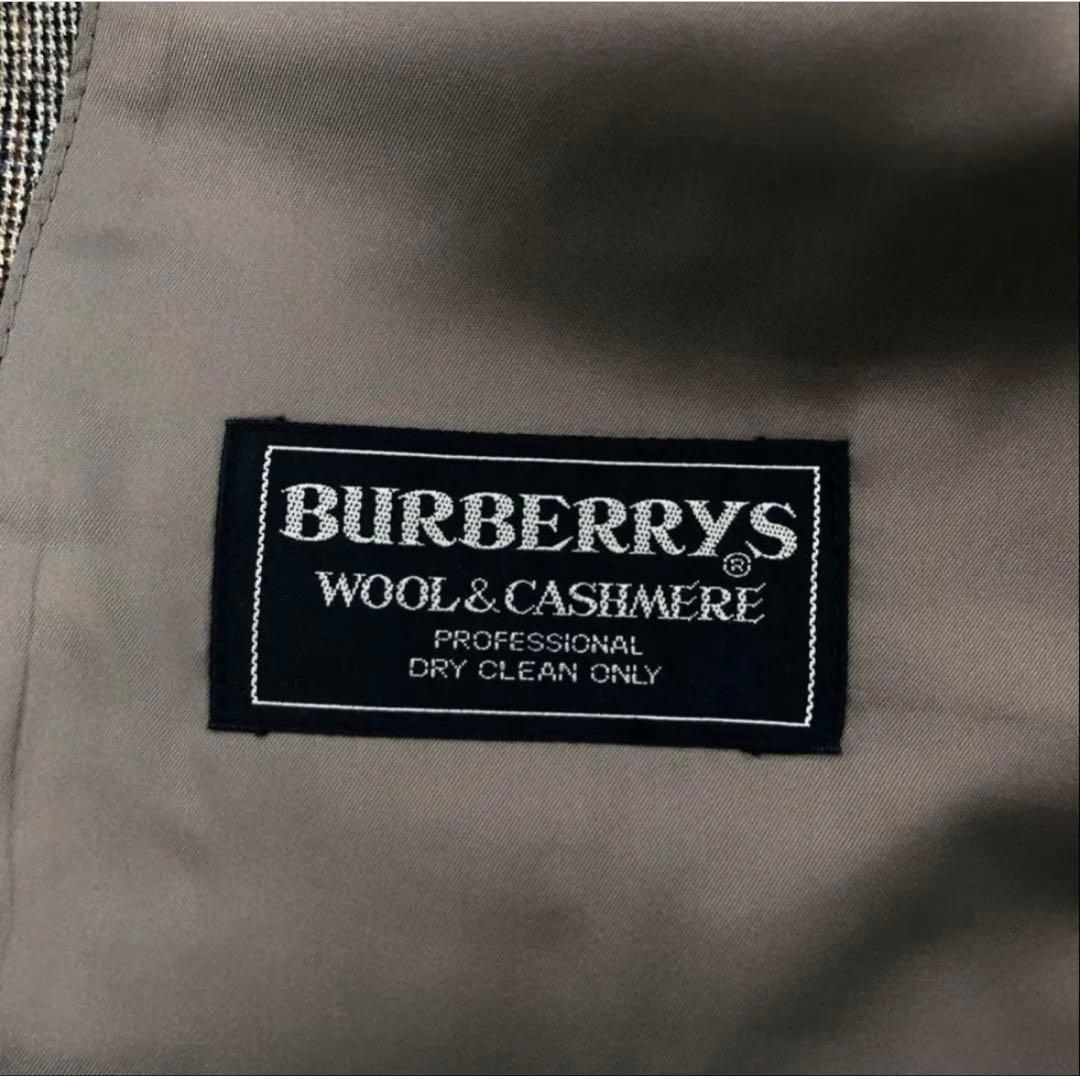 BURBERRYS®
WOOL&CASHMERE
PROFESSIONAL
DRY CLEAN ONLY